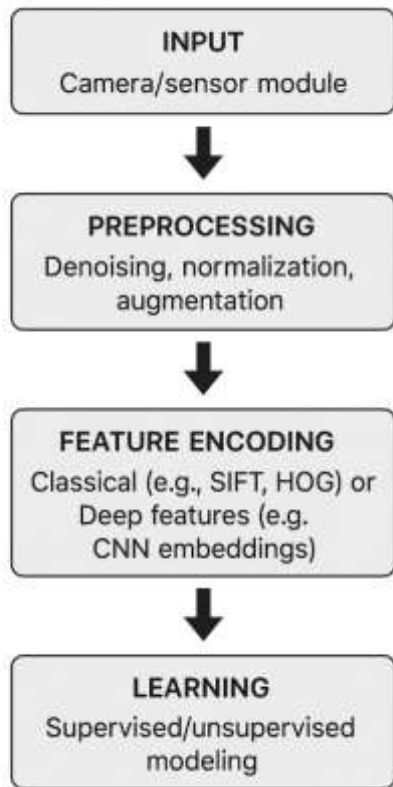 INPUT
Camera/sensor module
PREPROCESSING
Denoising, normalization,
augmentation
FEATURE ENCODING
Classical (e.g., SIFT, HOG) or
Deep features (e.g.
CNN embeddings)
LEARNING
Supervised/unsupervised
modeling